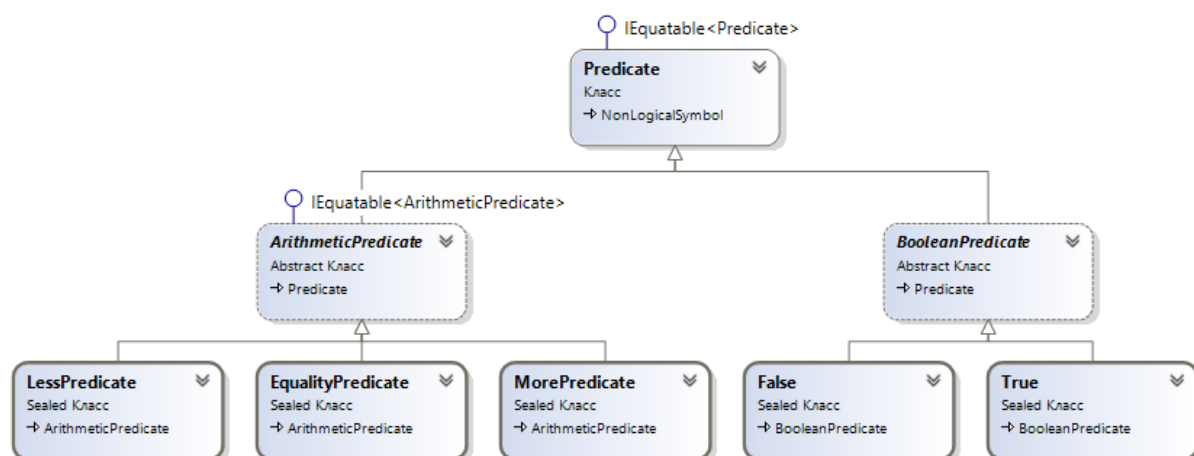 IEquatable<Predicate>
Predicate
Класс
NonLogicalSymbol
IEquatable<ArithmeticPredicate>
ArithmeticPredicate
Abstract Класс
Predicate
BooleanPredicate
Abstract Класс
Predicate
LessPredicate
Sealed Класс
ArithmeticPredicate
EqualityPredicate
Sealed Класс
ArithmeticPredicate
MorePredicate
Sealed Класс
ArithmeticPredicate
False
Sealed Класс
BooleanPredicate
True
Sealed Класс
BooleanPredicate